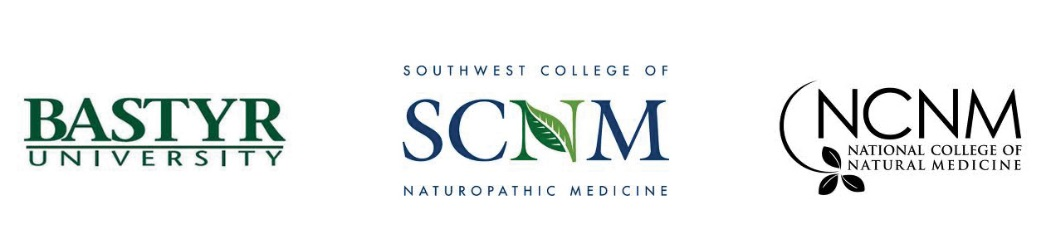 BASTYR
UNIVERSITY
SOUTHWEST COLLEGE OF
SCNM
NATUROPATHIC MEDICINE
NCNM
NATIONAL COLLEGE OF
NATURAL MEDICINE